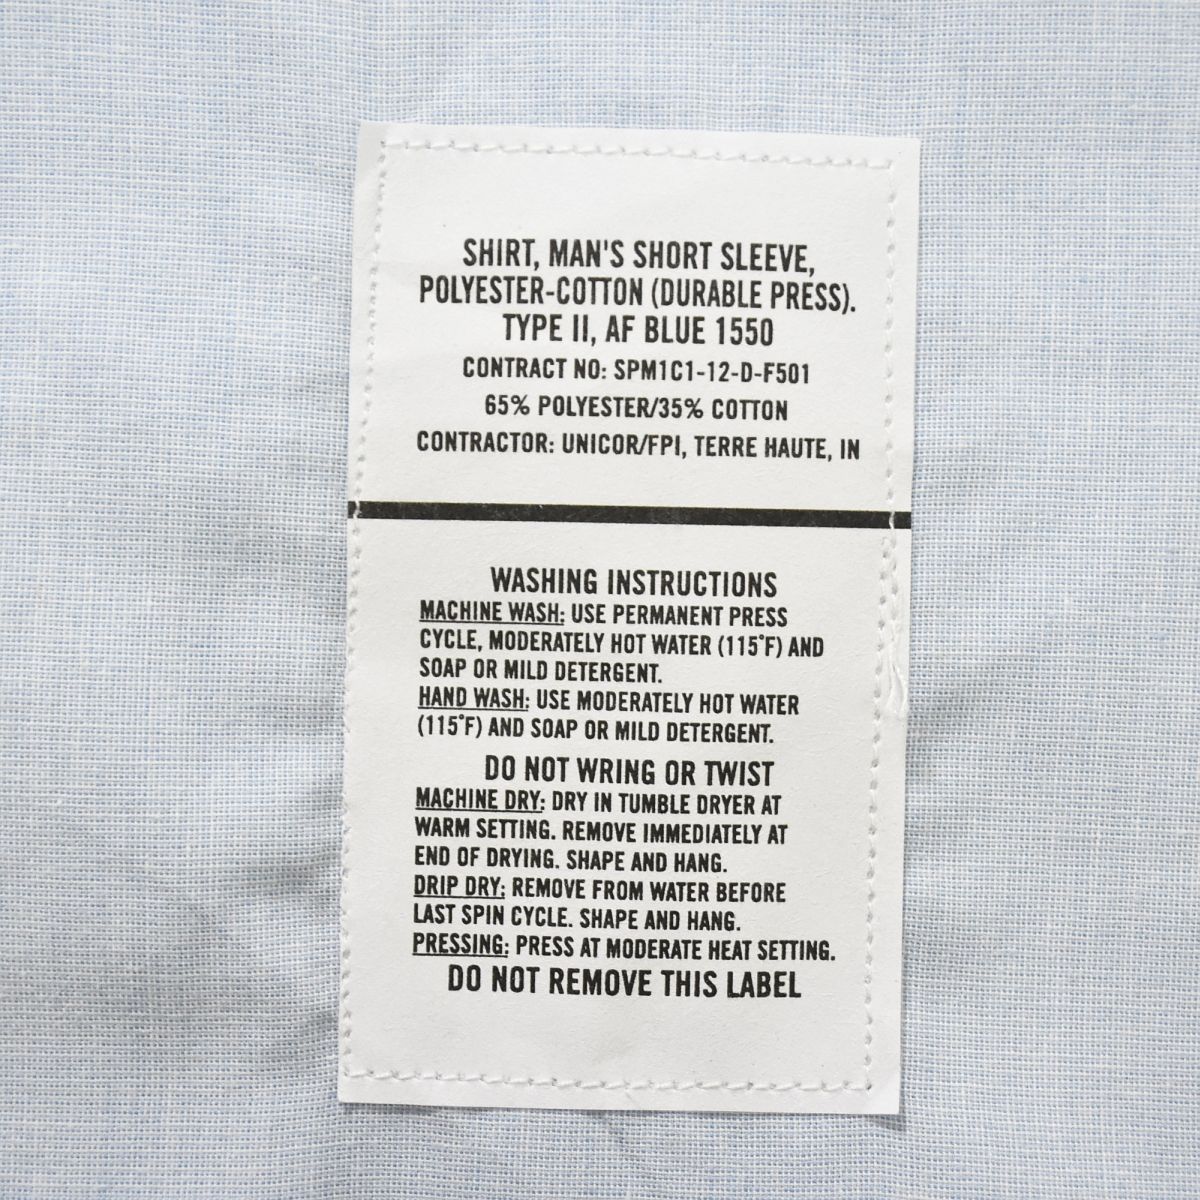 SHIRT, MAN'S SHORT SLEEVE,
POLYESTER-COTTON (DURABLE PRESS).
TYPE II, AF BLUE 1550
CONTRACT NO: SPM1C1-12-D-F501
65% POLYESTER/35% COTTON
CONTRACTOR: UNICOR/FPI, TERRE HAUTE, IN
WASHING INSTRUCTIONS
MACHINE WASH: USE PERMANENT PRESS
CYCLE, MODERATELY HOT WATER (115°F) AND
SOAP OR MILD DETERGENT.
HAND WASH: USE MODERATELY HOT WATER
(115°F) AND SOAP OR MILD DETERGENT.
DO NOT WRING OR TWIST
MACHINE DRY: DRY IN TUMBLE DRYER AT
WARM SETTING. REMOVE IMMEDIATELY AT
END OF DRYING. SHAPE AND HANG.
DRIP DRY: REMOVE FROM WATER BEFORE
LAST SPIN CYCLE. SHAPE AND HANG.
PRESSING: PRESS AT MODERATE HEAT SETTING.
DO NOT REMOVE THIS LABEL